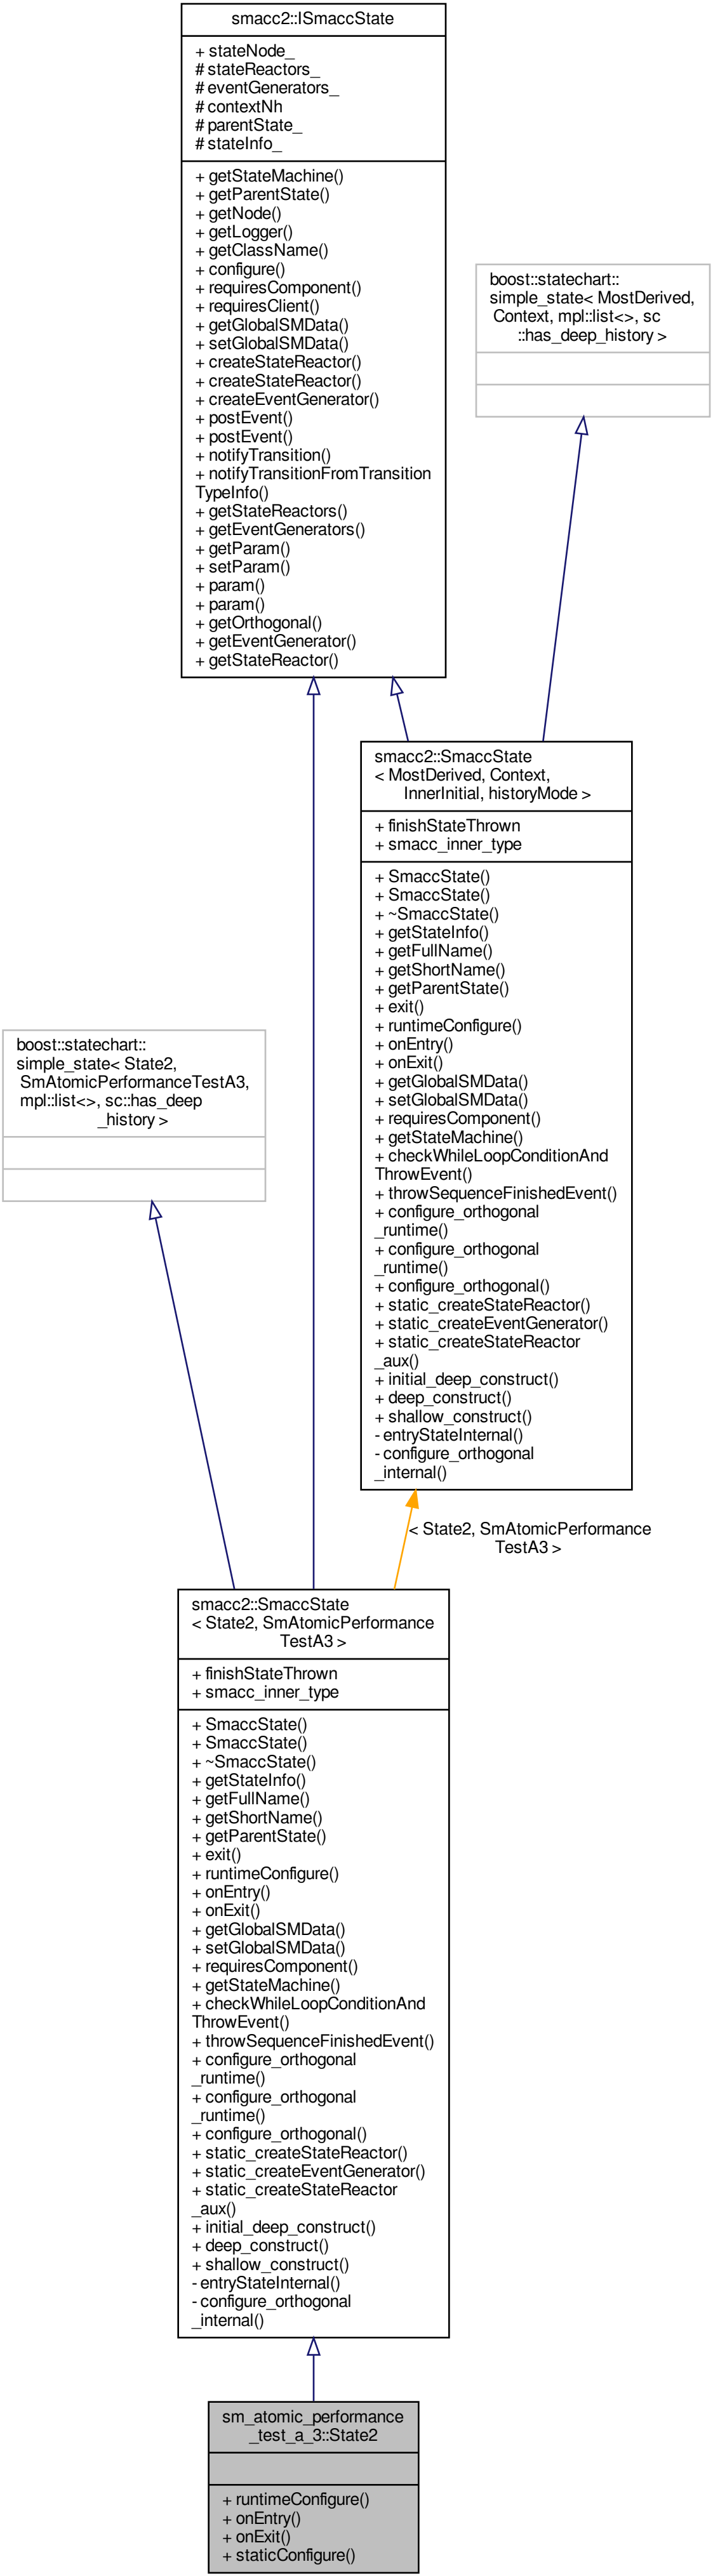 smacc2::ISmaccState
+ stateNode_
# stateReactors_
# eventGenerators_
# contextNh
# parentState_
# stateInfo_
+ getStateMachine()
+ getParentState()
+ getNode()
+ getLogger()
+ getClassName()
+ configure()
+ requiresComponent()
+ requiresClient()
+ getGlobalSMData()
+ setGlobalSMData()
+ createStateReactor()
+ createStateReactor()
+ createEventGenerator()
+ postEvent()
+ postEvent()
+ notifyTransition()
+ notifyTransitionFromTransition
TypeInfo()
+ getStateReactors()
+ getEventGenerators()
+ getParam()
+ setParam()
+ param()
+ param()
+ getOrthogonal()
+ getEventGenerator()
+ getStateReactor()
boost::statechart::
simple_state< MostDerived,
Context, mpl::list<>, sc
::has_deep_history >
smacc2::SmaccState
< MostDerived, Context,
InnerInitial, historyMode >
+ finishStateThrown
+ smacc_inner_type
+ SmaccState()
+ SmaccState()
+ ~SmaccState()
+ getStateInfo()
+ getFullName()
+ getShortName()
+ getParentState()
+ exit()
+ runtimeConfigure()
+ onEntry()
+ onExit()
+ getGlobalSMData()
+ setGlobalSMData()
+ requiresComponent()
+ getStateMachine()
+ checkWhileLoopConditionAnd
ThrowEvent()
+ throwSequenceFinishedEvent()
+ configure_orthogonal
_runtime()
+ configure_orthogonal
_runtime()
+ configure_orthogonal()
+ static_createStateReactor()
+ static_createEventGenerator()
+ static_createStateReactor
_aux()
+ initial_deep_construct()
+ deep_construct()
+ shallow_construct()
- entryStateInternal()
- configure_orthogonal
_internal()
boost::statechart::
simple_state< State2,
SmAtomicPerformanceTestA3,
mpl::list<>, sc::has_deep
_history >
< State2, SmAtomicPerformance
TestA3 >
smacc2::SmaccState
< State2, SmAtomicPerformance
TestA3 >
+ finishStateThrown
+ smacc_inner_type
+ SmaccState()
+ SmaccState()
+ ~SmaccState()
+ getStateInfo()
+ getFullName()
+ getShortName()
+ getParentState()
+ exit()
+ runtimeConfigure()
+ onEntry()
+ onExit()
+ getGlobalSMData()
+ setGlobalSMData()
+ requiresComponent()
+ getStateMachine()
+ checkWhileLoopConditionAnd
ThrowEvent()
+ throwSequenceFinishedEvent()
+ configure_orthogonal
_runtime()
+ configure_orthogonal
_runtime()
+ configure_orthogonal()
+ static_createStateReactor()
+ static_createEventGenerator()
+ static_createStateReactor
_aux()
+ initial_deep_construct()
+ deep_construct()
+ shallow_construct()
- entryStateInternal()
- configure_orthogonal
_internal()
sm_atomic_performance
_test_a_3::State2
+ runtimeConfigure()
+ onEntry()
+ onExit()
+ staticConfigure()